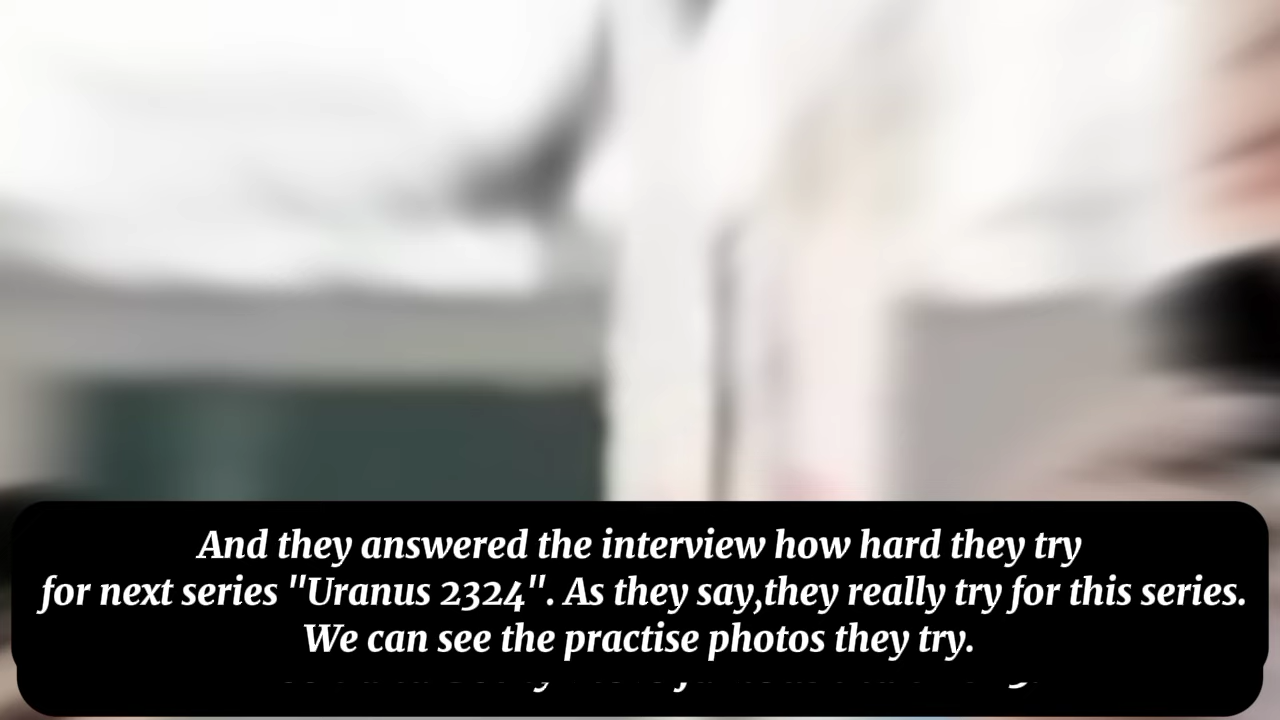 And they answered the interview how hard they try
for next series "Uranus 2324". As they say,they really try for this series.
We can see the practise photos they try.